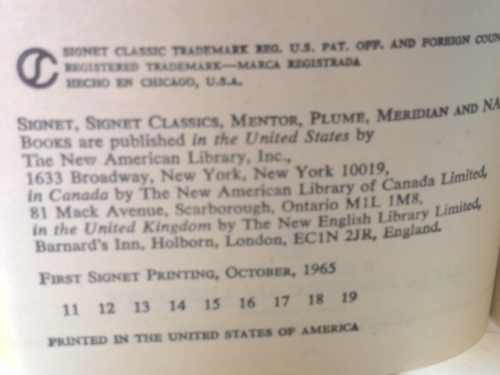 SIGNET CLASSIC TRADEMARK REG. U.S. PAT. OFF. AND FOREIGN
REGISTERED TRADEMARK—MARCA REGISTRADA
HECHO EN CHICAGO, U.S.A.
SIGNET, SIGNET CLASSICS, MENTOR, PLUME, MERIDIAN AND
BOOKS are published in the United States by
The New American Library, Inc.,
1633 Broadway, New York, New York 10019,
in Canada by The New American Library of Canada Limited,
81 Mack Avenue, Scarborough, Ontario M1L 1M8,
in the United Kingdom by The New English Library Limited,
Barnard's Inn, Holborn, London, EC1N 2JR, England.
FIRST SIGNET PRINTING, OCTOBER, 1965
11 12 13 14 15 16 17 18 19
PRINTED IN THE UNITED STATES OF AMERICA